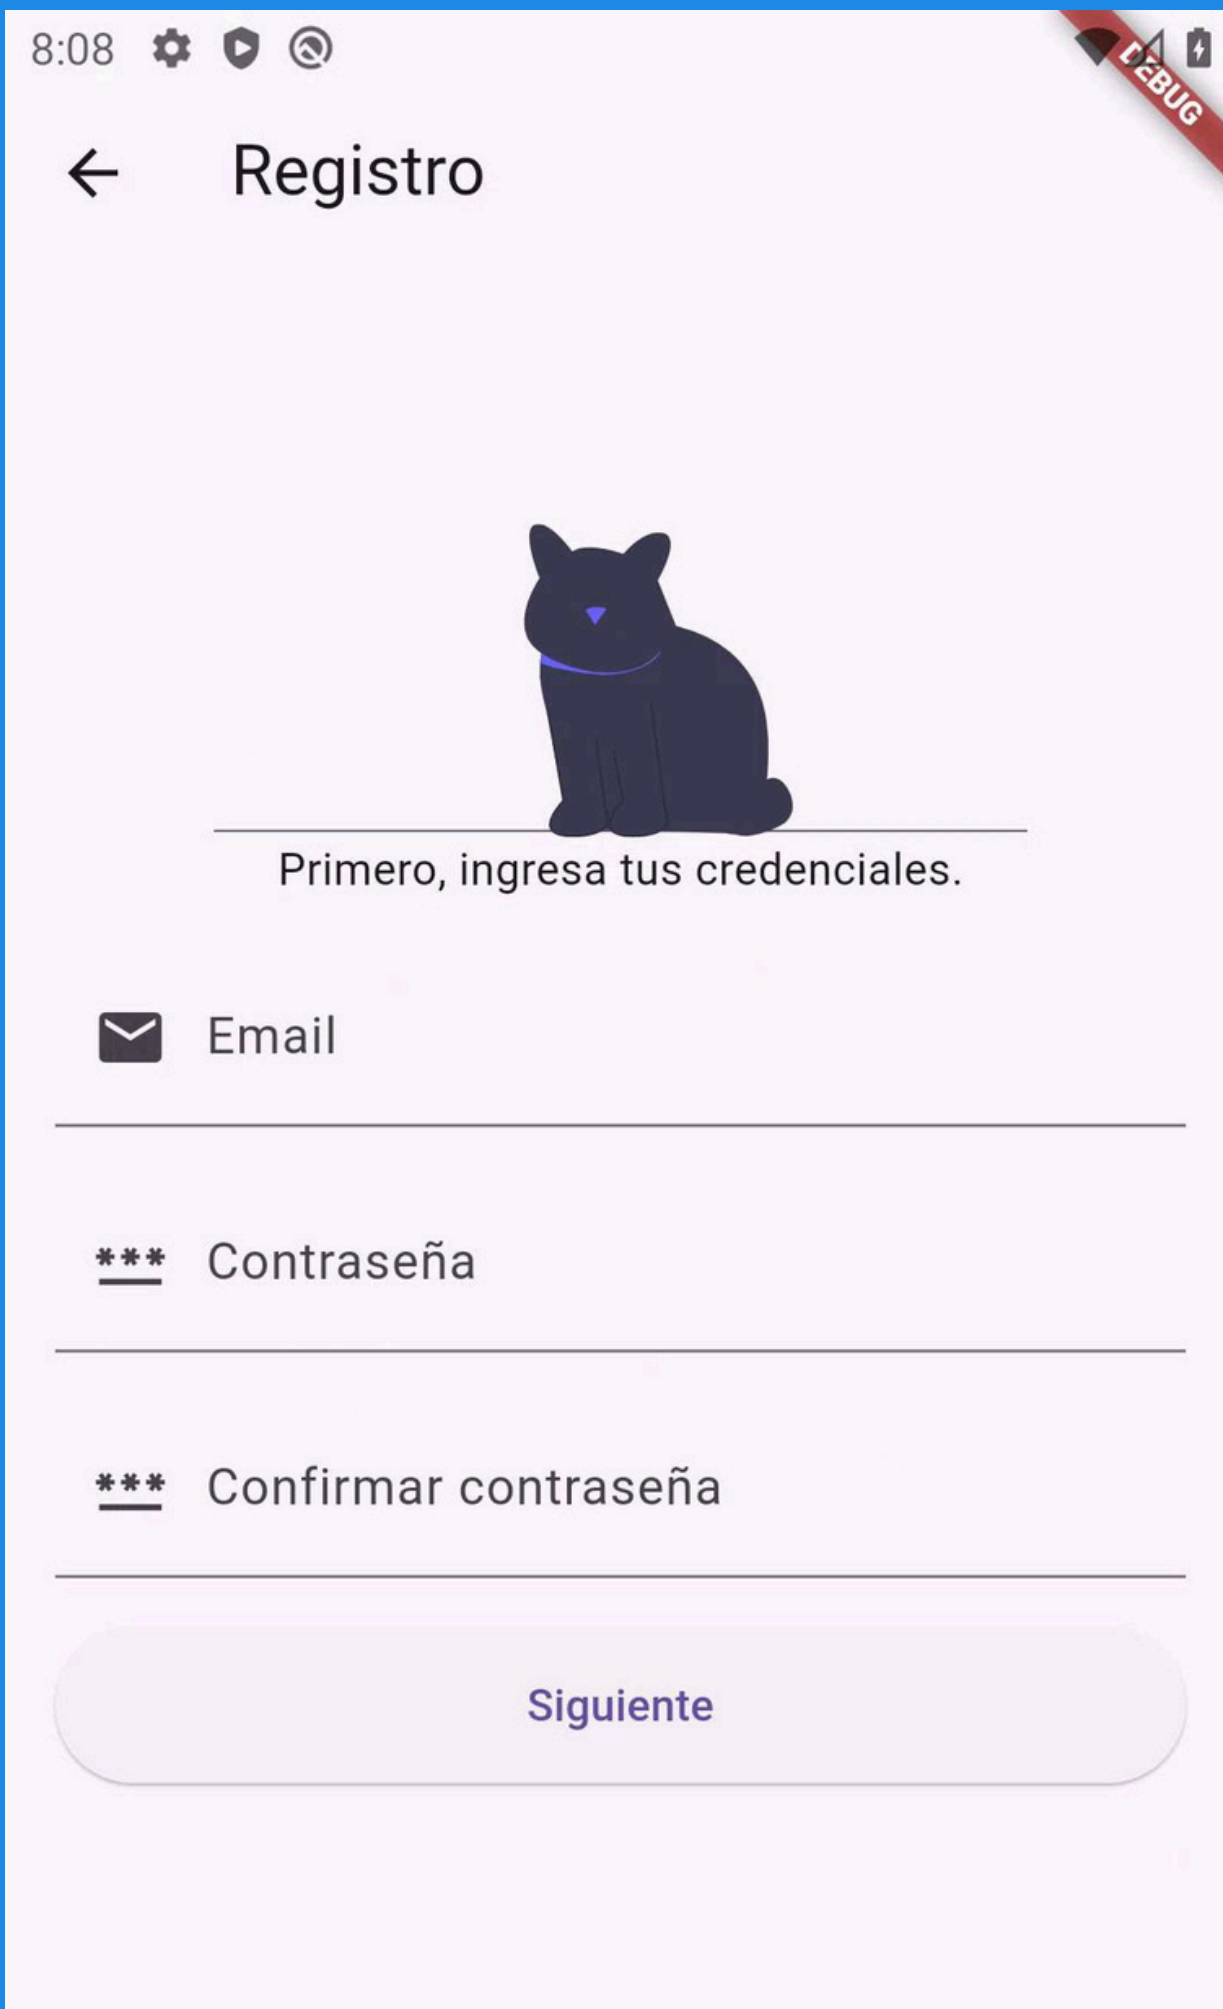 8:08
DEBUG
Registro
Primero, ingresa tus credenciales.
Email
*** Contraseña
*** Confirmar contraseña
Siguiente